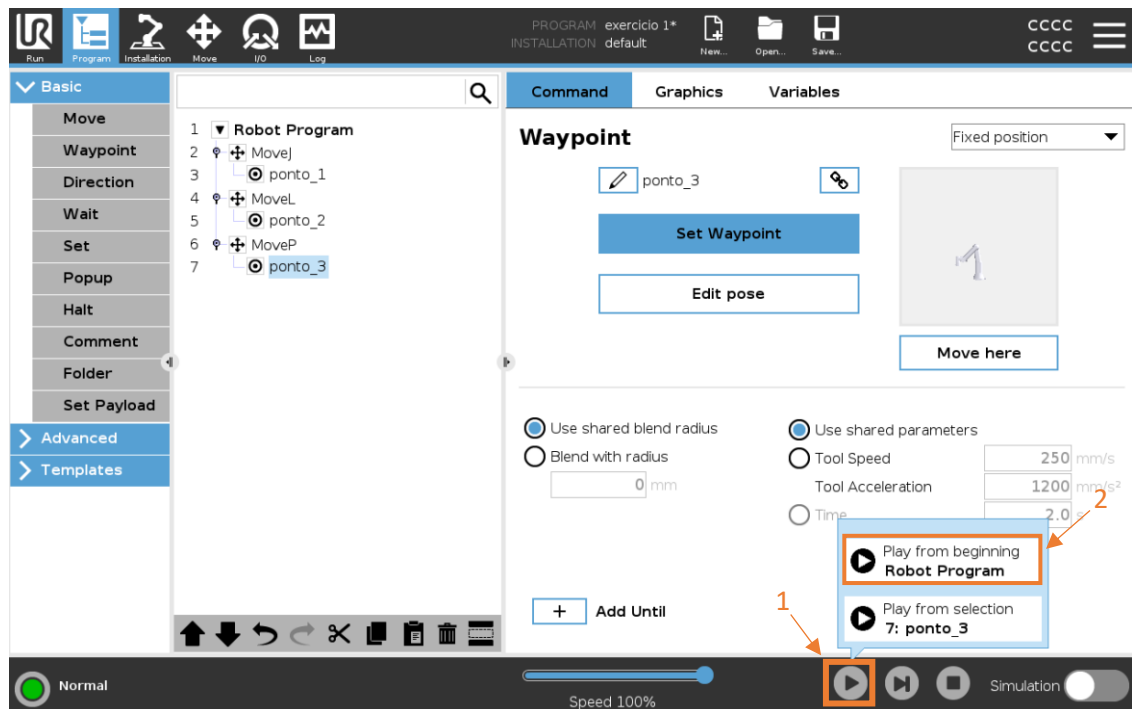 PROGRAM exercicio 1*
INSTALLATION default
New...
Open...
Save...
CCCC
CCCC
Run
Program
Installation
Move
I/O
Log
Basic
Move
Waypoint
Direction
Wait
Set
Popup
Halt
Comment
Folder
Set Payload
Advanced
Templates
1 Robot Program
2 MoveJ
3 ponto_1
4 MoveL
5 ponto_2
6 MoveP
7 ponto_3
Command
Graphics
Variables
Waypoint
Fixed position
ponto_3
Set Waypoint
Edit pose
Move here
Use shared blend radius
Blend with radius
0 mm
Use shared parameters
Tool Speed 250 mm/s
Tool Acceleration 1200 mm/s²
Time 2.0 s
2
Play from beginning
Robot Program
1
Play from selection
7: ponto_3
+ Add Until
Normal
Speed 100%
Simulation